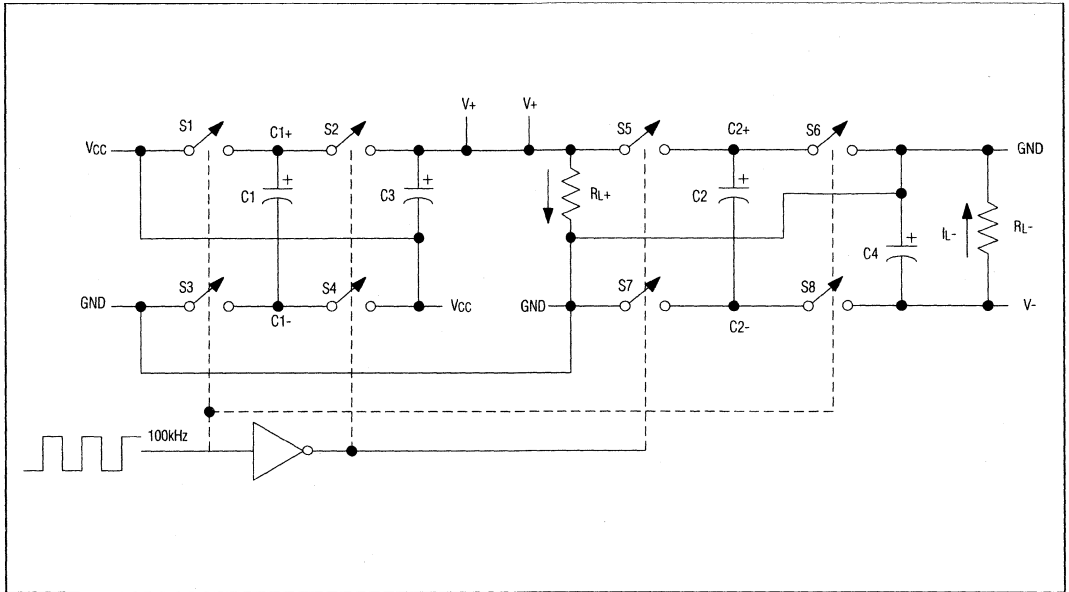 V+ V+
S1 C1+ S2 S5 C2+ S6
VCC GND
+ + + +
C1 C3 RL+ C2 C4 IL- RL-
S3 S4 S7 S8
GND VCC GND V-
C1- C2-
100kHz